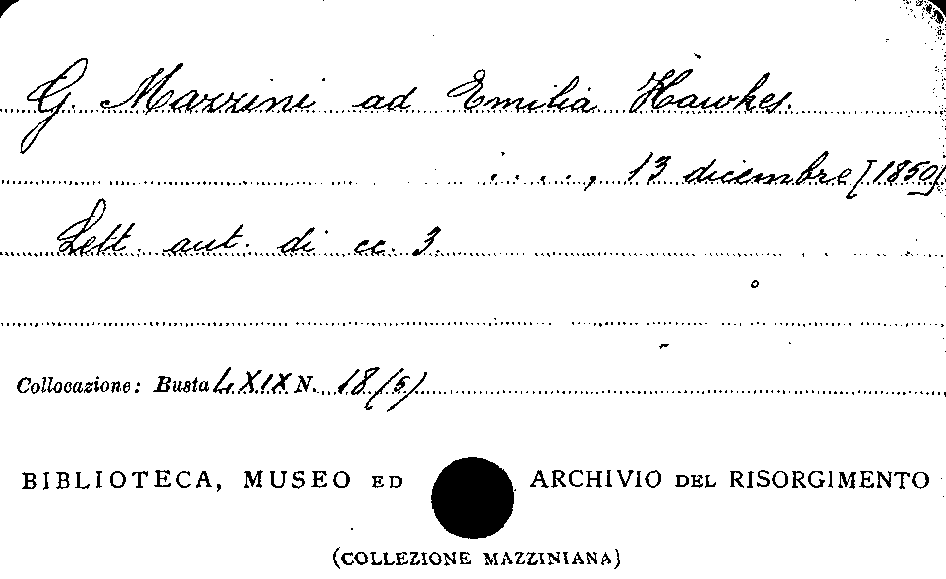 G. Mazzini ad Emilia Hawkes.
. . . . , 13 dicembre [1850]
Lett. aut. di cc. 3.
Collocazione: Busta LXIX N. 18(5)
BIBLIOTECA, MUSEO ED ARCHIVIO DEL RISORGIMENTO
(COLLEZIONE MAZZINIANA)